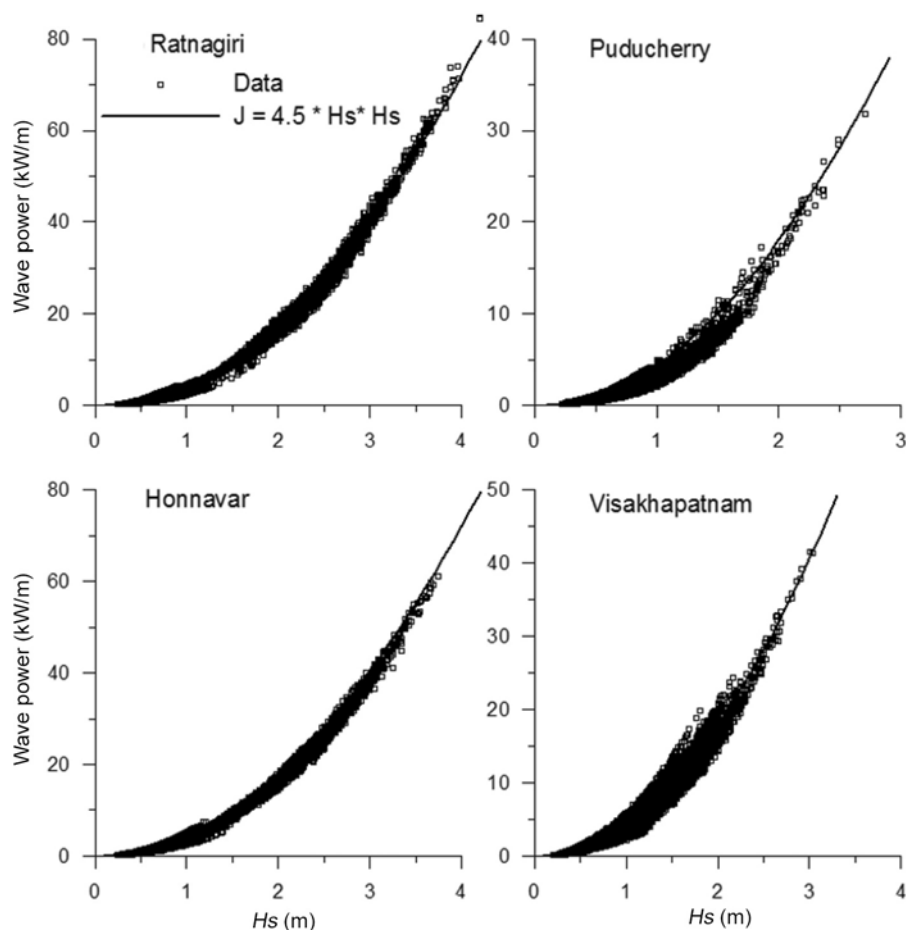 Ratnagiri
Data
J = 4.5 * Hs* Hs
Wave power (kW/m)
80
60
40
20
0
0 1 2 3 4
Puducherry
40
30
20
10
0
0 1 2 3
Honnavar
Wave power (kW/m)
80
60
40
20
0
0 1 2 3 4
Hs (m)
Visakhapatnam
50
40
30
20
10
0
0 1 2 3 4
Hs (m)